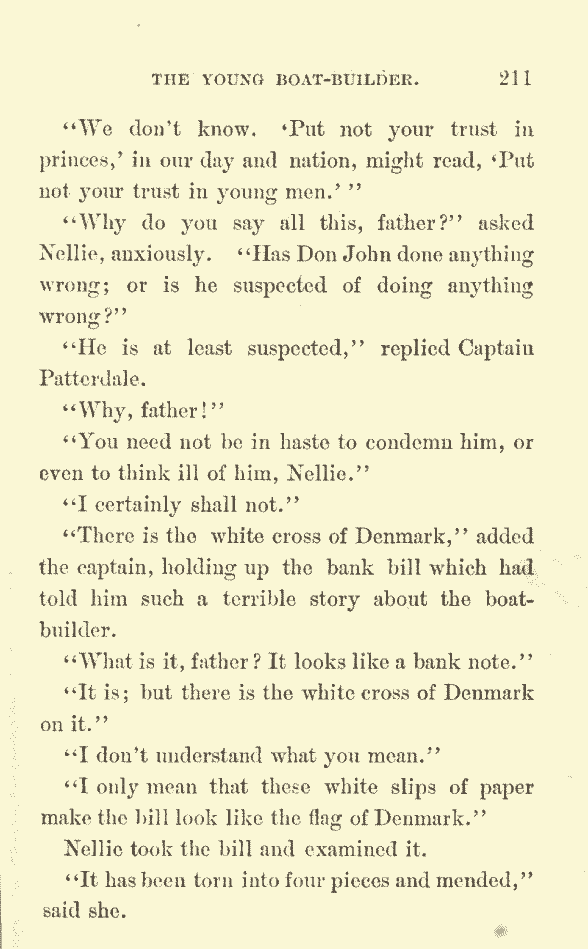 THE YOUNG BOAT-BUILDER. 211
“We don’t know. ‘Put not your trust in
princes,’ in our day and nation, might read, ‘Put
not your trust in young men.’ ”
“Why do you say all this, father?” asked
Nellie, anxiously. “Has Don John done anything
wrong; or is he suspected of doing anything
wrong?”
“He is at least suspected,” replied Captain
Patterdale.
“Why, father!”
“You need not be in haste to condemn him, or
even to think ill of him, Nellie.”
“I certainly shall not.”
“There is the white cross of Denmark,” added
the captain, holding up the bank bill which had
told him such a terrible story about the boat-
builder.
“What is it, father? It looks like a bank note.”
“It is; but there is the white cross of Denmark
on it.”
“I don’t understand what you mean.”
“I only mean that these white slips of paper
make the bill look like the flag of Denmark.”
Nellie took the bill and examined it.
“It has been torn into four pieces and mended,”
said she.